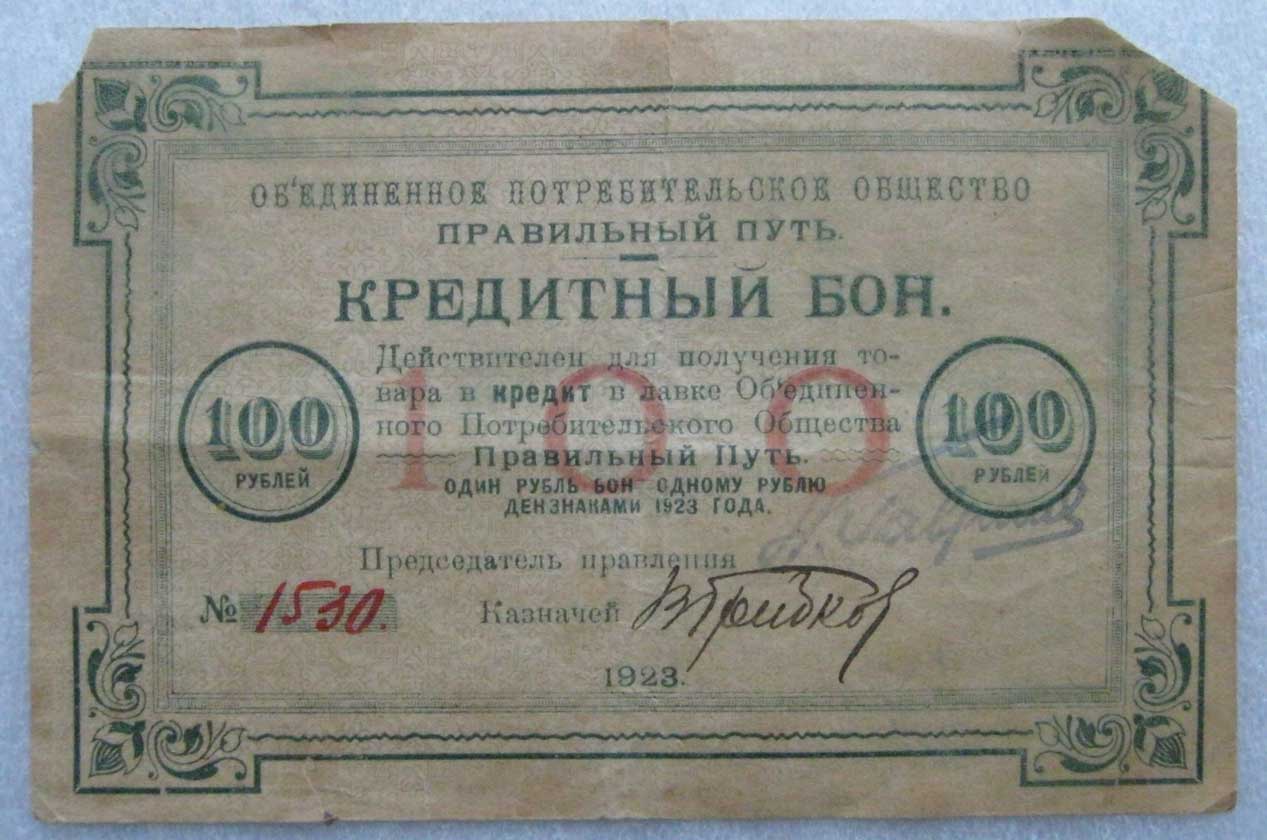 ОБ'ЕДИНЕННОЕ ПОТРЕБИТЕЛЬСКОЕ ОБЩЕСТВО
ПРАВИЛЬНЫЙ ПУТЬ.
КРЕДИТНЫЙ БОН.
Действителен для получения то-
вара в кредит в лавке Об'единен-
ного Потребительского Общества
Правильный Путь.
100
РУБЛЕЙ
100
100
РУБЛЕЙ
ОДИН РУБЛЬ БОН ОДНОМУ РУБЛЮ
ДЕНЗНАКАМИ 1923 ГОДА.
Председатель правления
№ 1530. Казначей
1923.